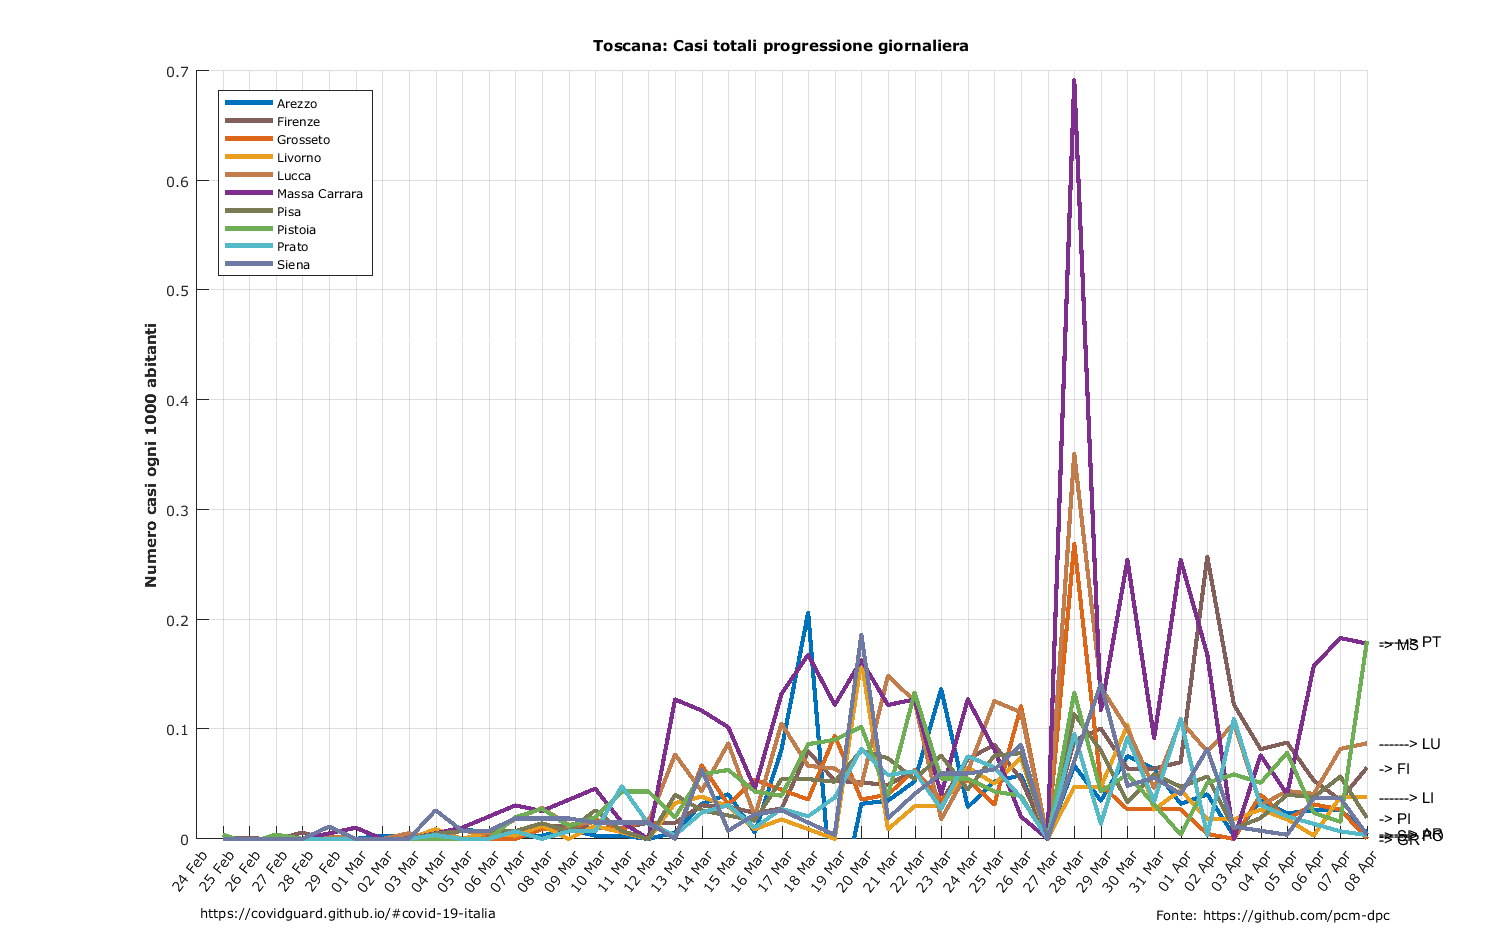 Toscana: Casi totali progressione giornaliera
Numero casi ogni 1000 abitanti
0.7
0.6
0.5
0.4
0.3
0.2
0.1
0
Arezzo
Firenze
Grosseto
Livorno
Lucca
Massa Carrara
Pisa
Pistoia
Prato
Siena
------> PT
-> MS
------> LU
-> FI
------> LI
-> PI
-> GR
24 Feb
25 Feb
26 Feb
27 Feb
28 Feb
29 Feb
01 Mar
02 Mar
03 Mar
04 Mar
05 Mar
06 Mar
07 Mar
08 Mar
09 Mar
10 Mar
11 Mar
12 Mar
13 Mar
14 Mar
15 Mar
16 Mar
17 Mar
18 Mar
19 Mar
20 Mar
21 Mar
22 Mar
23 Mar
24 Mar
25 Mar
26 Mar
27 Mar
28 Mar
29 Mar
30 Mar
31 Mar
01 Apr
02 Apr
03 Apr
04 Apr
05 Apr
06 Apr
07 Apr
08 Apr
https://covidguard.github.io/#covid-19-italia
Fonte: https://github.com/pcm-dpc